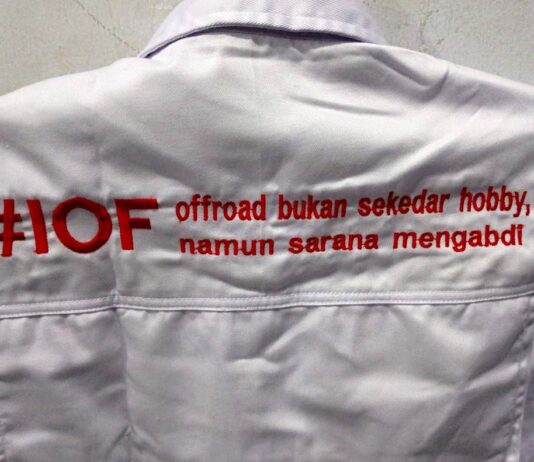 #IOF
offroad bukan sekedar hobby,
namun sarana mengabdi